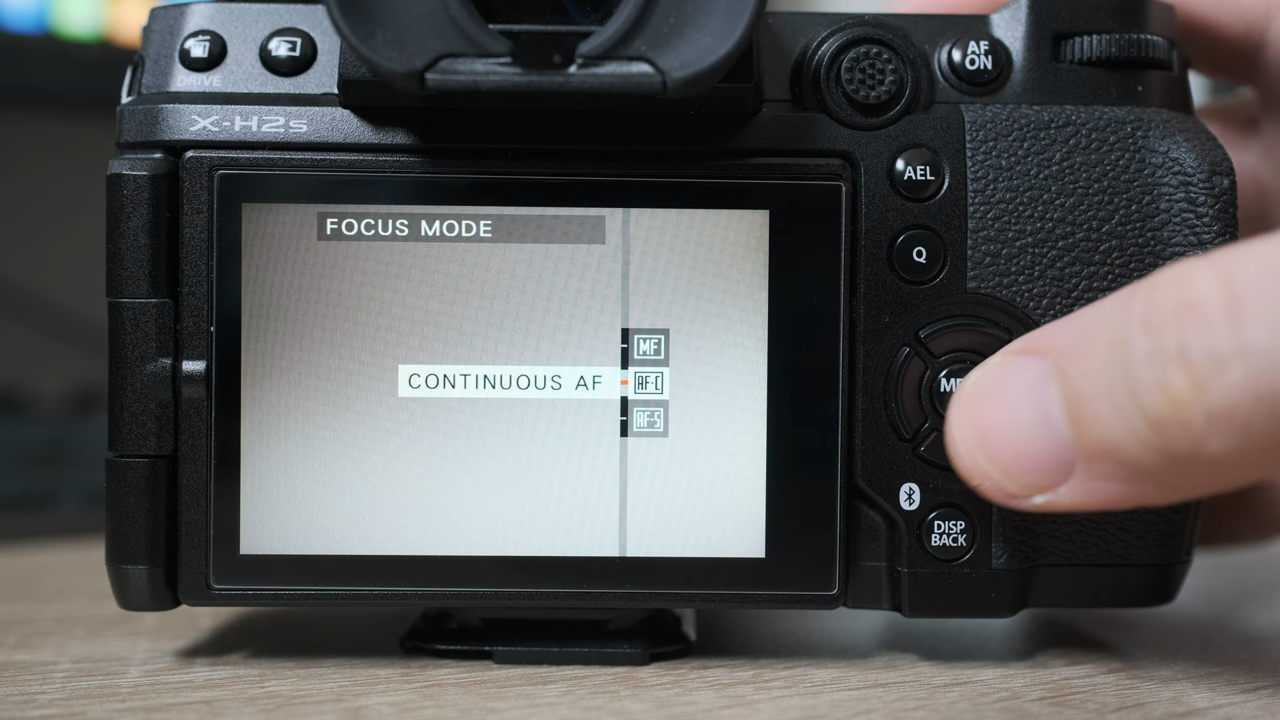 DRIVE
AF
ON
X-H2s
AEL
FOCUS MODE
Q
MF
CONTINUOUS AF
AF-C
AF-S
DISP
BACK